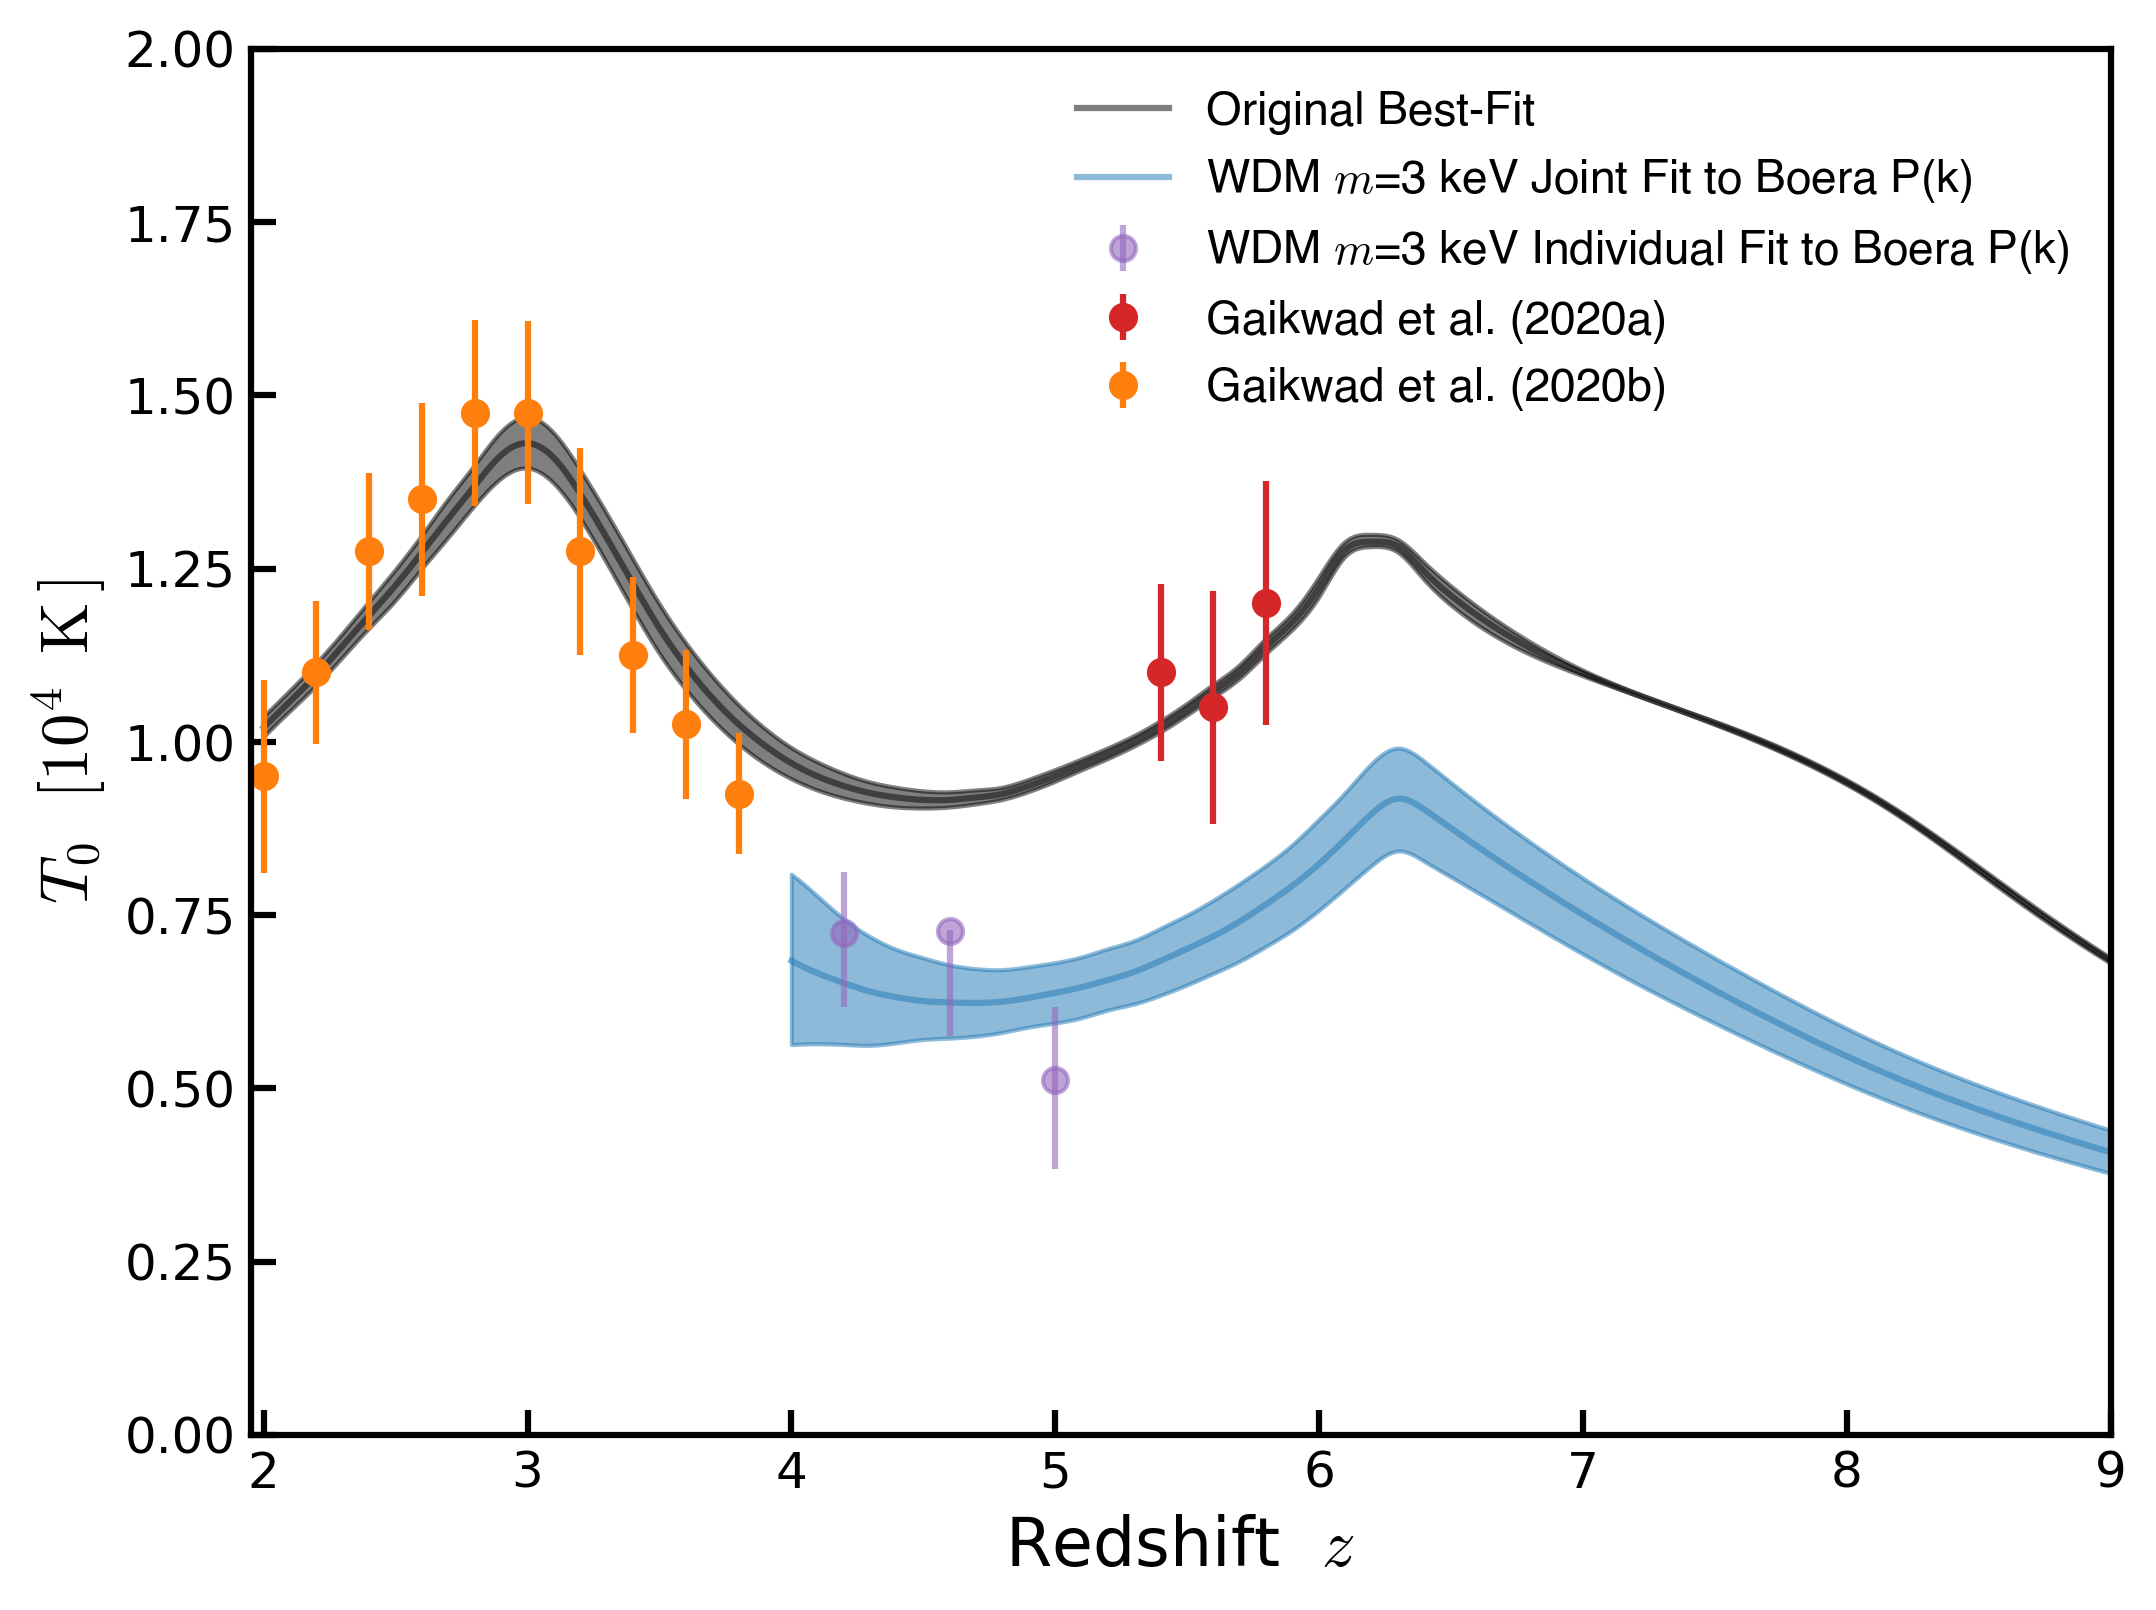 Original Best-Fit
WDM m=3 keV Joint Fit to Boera P(k)
WDM m=3 keV Individual Fit to Boera P(k)
Gaikwad et al. (2020a)
Gaikwad et al. (2020b)
T₀ [10⁴ K]
2.00
1.75
1.50
1.25
1.00
0.75
0.50
0.25
0.00
2 3 4 5 6 7 8 9
Redshift z